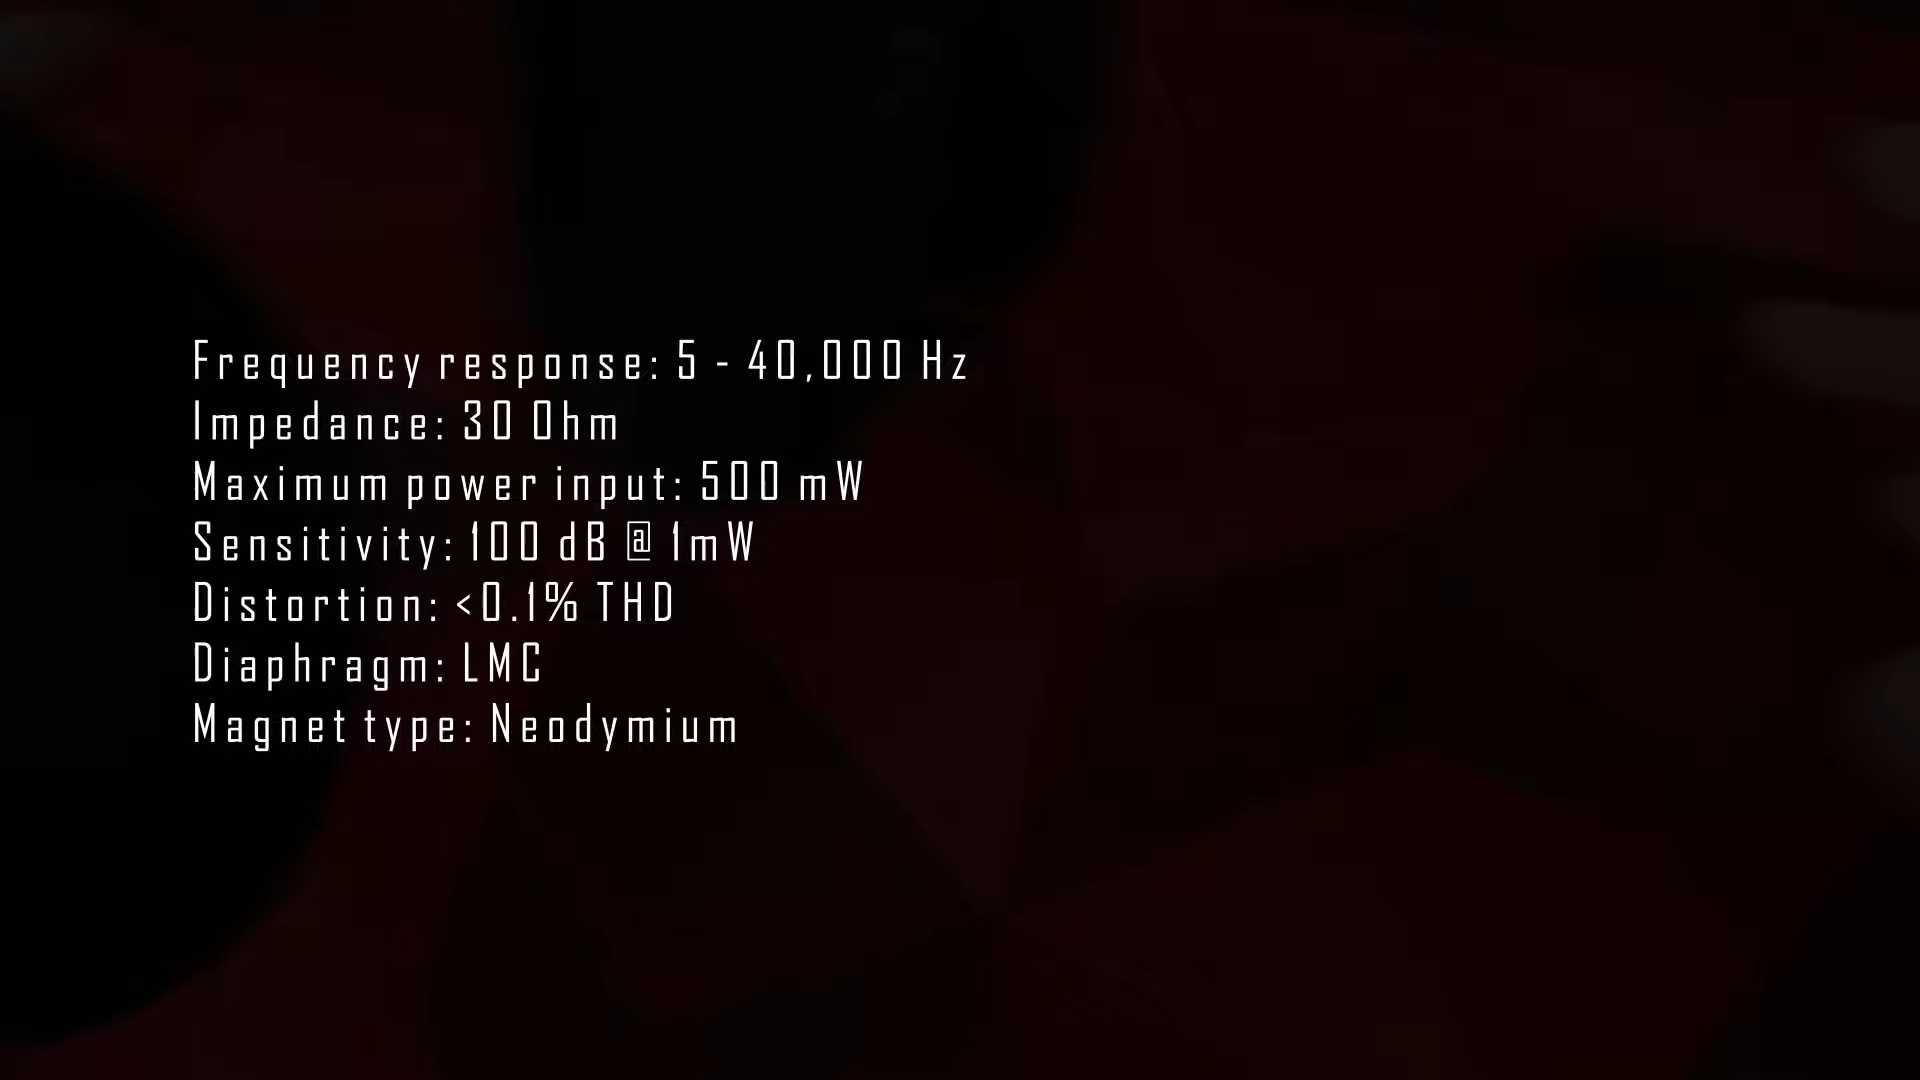 Frequency response: 5 - 40,000 Hz
Impedance: 30 Ohm
Maximum power input: 500 mW
Sensitivity: 100 dB @ 1mW
Distortion: <0.1% THD
Diaphragm: LMC
Magnet type: Neodymium